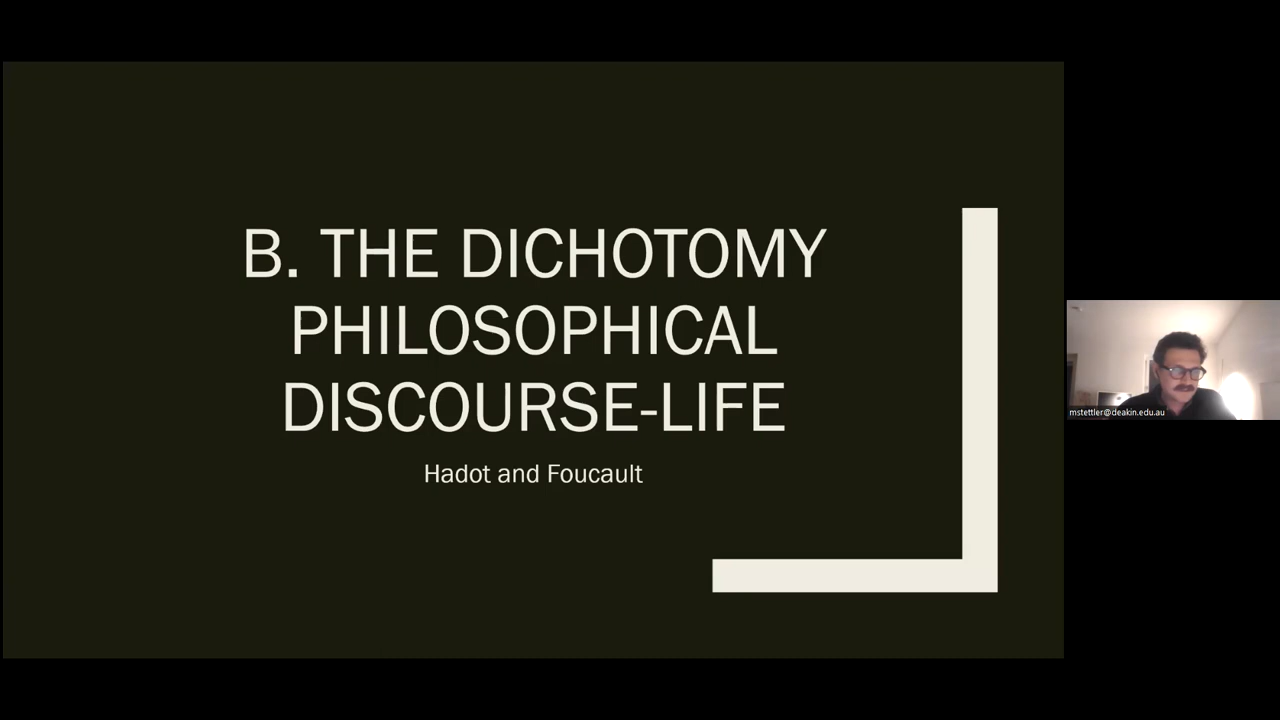 B. THE DICHOTOMY
PHILOSOPHICAL
DISCOURSE-LIFE
Hadot and Foucault
mstettler@deakin.edu.au